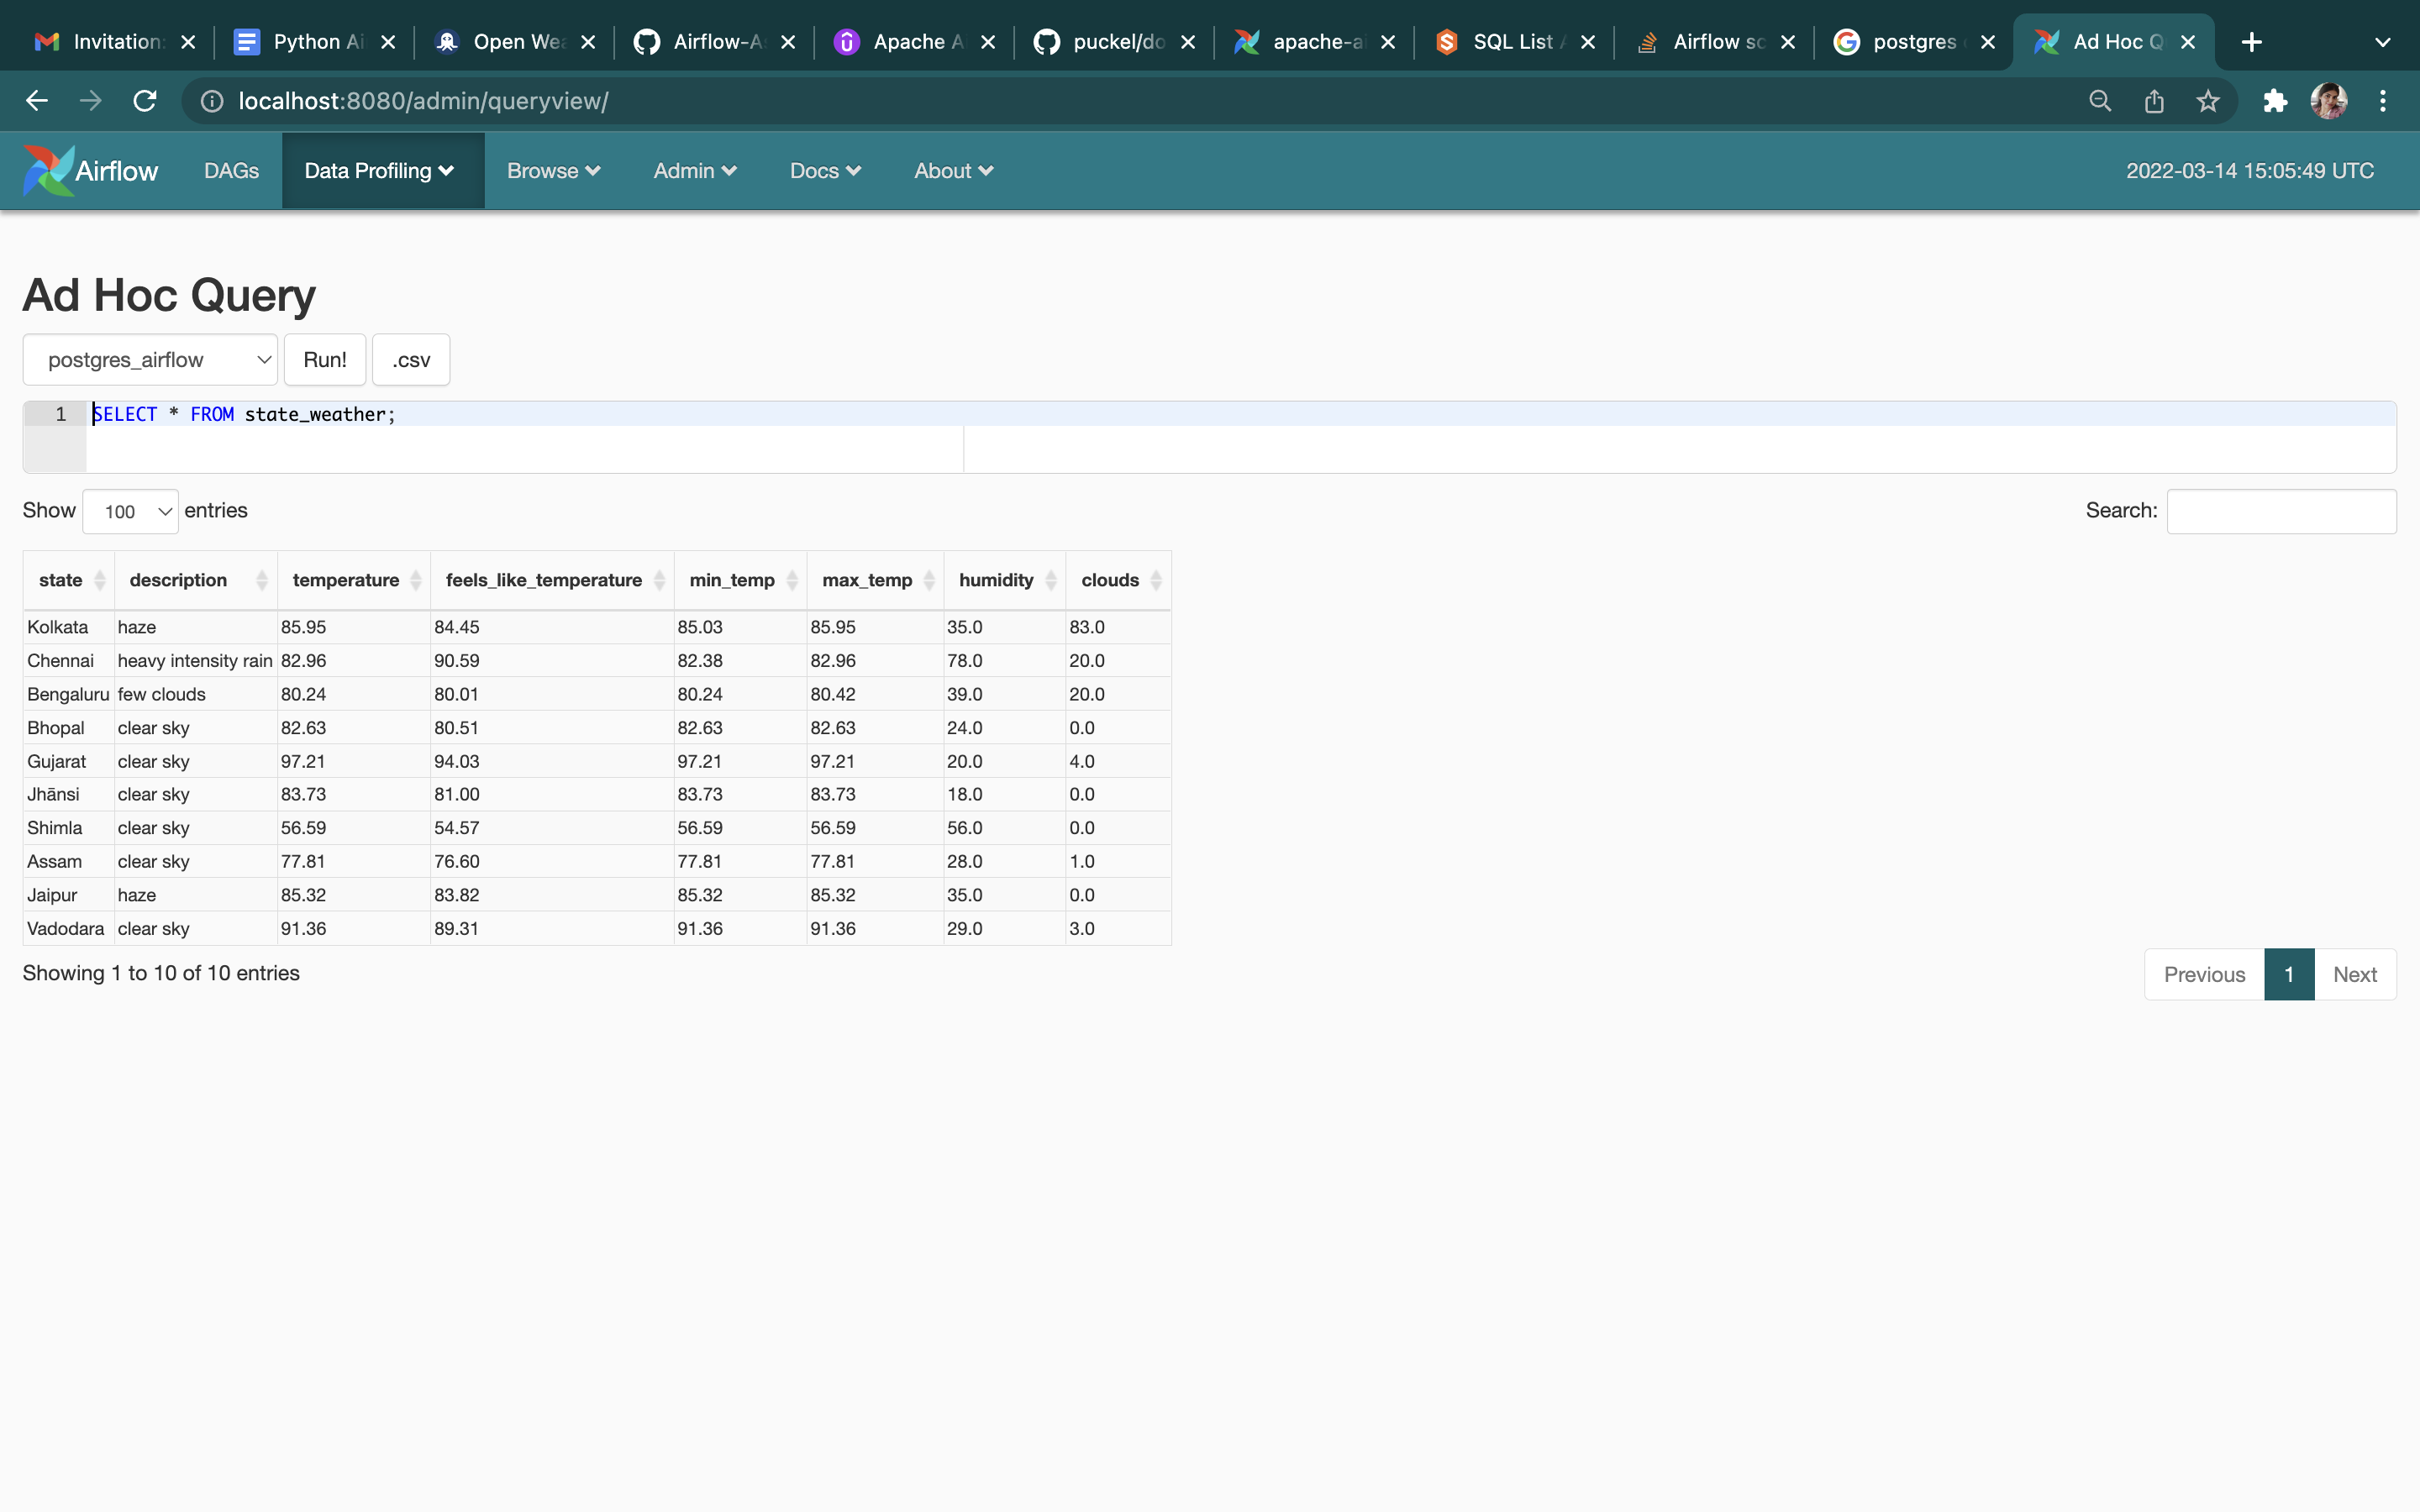 Invitation: Python Ai Open Wea Airflow-A Apache A puckel/do apache-ai SQL List Airflow sc postgres Ad Hoc Q
localhost:8080/admin/queryview/
Airflow DAGs Data Profiling Browse Admin Docs About 2022-03-14 15:05:49 UTC
Ad Hoc Query
postgres_airflow Run! .csv
1 SELECT * FROM state_weather;
Show 100 entries Search:
state description temperature feels_like_temperature min_temp max_temp humidity clouds
Kolkata haze 85.95 84.45 85.03 85.95 35.0 83.0
Chennai heavy intensity rain 82.96 90.59 82.38 82.96 78.0 20.0
Bengaluru few clouds 80.24 80.01 80.24 80.42 39.0 20.0
Bhopal clear sky 82.63 80.51 82.63 82.63 24.0 0.0
Gujarat clear sky 97.21 94.03 97.21 97.21 20.0 4.0
Jhānsi clear sky 83.73 81.00 83.73 83.73 18.0 0.0
Shimla clear sky 56.59 54.57 56.59 56.59 56.0 0.0
Assam clear sky 77.81 76.60 77.81 77.81 28.0 1.0
Jaipur haze 85.32 83.82 85.32 85.32 35.0 0.0
Vadodara clear sky 91.36 89.31 91.36 91.36 29.0 3.0
Showing 1 to 10 of 10 entries Previous 1 Next